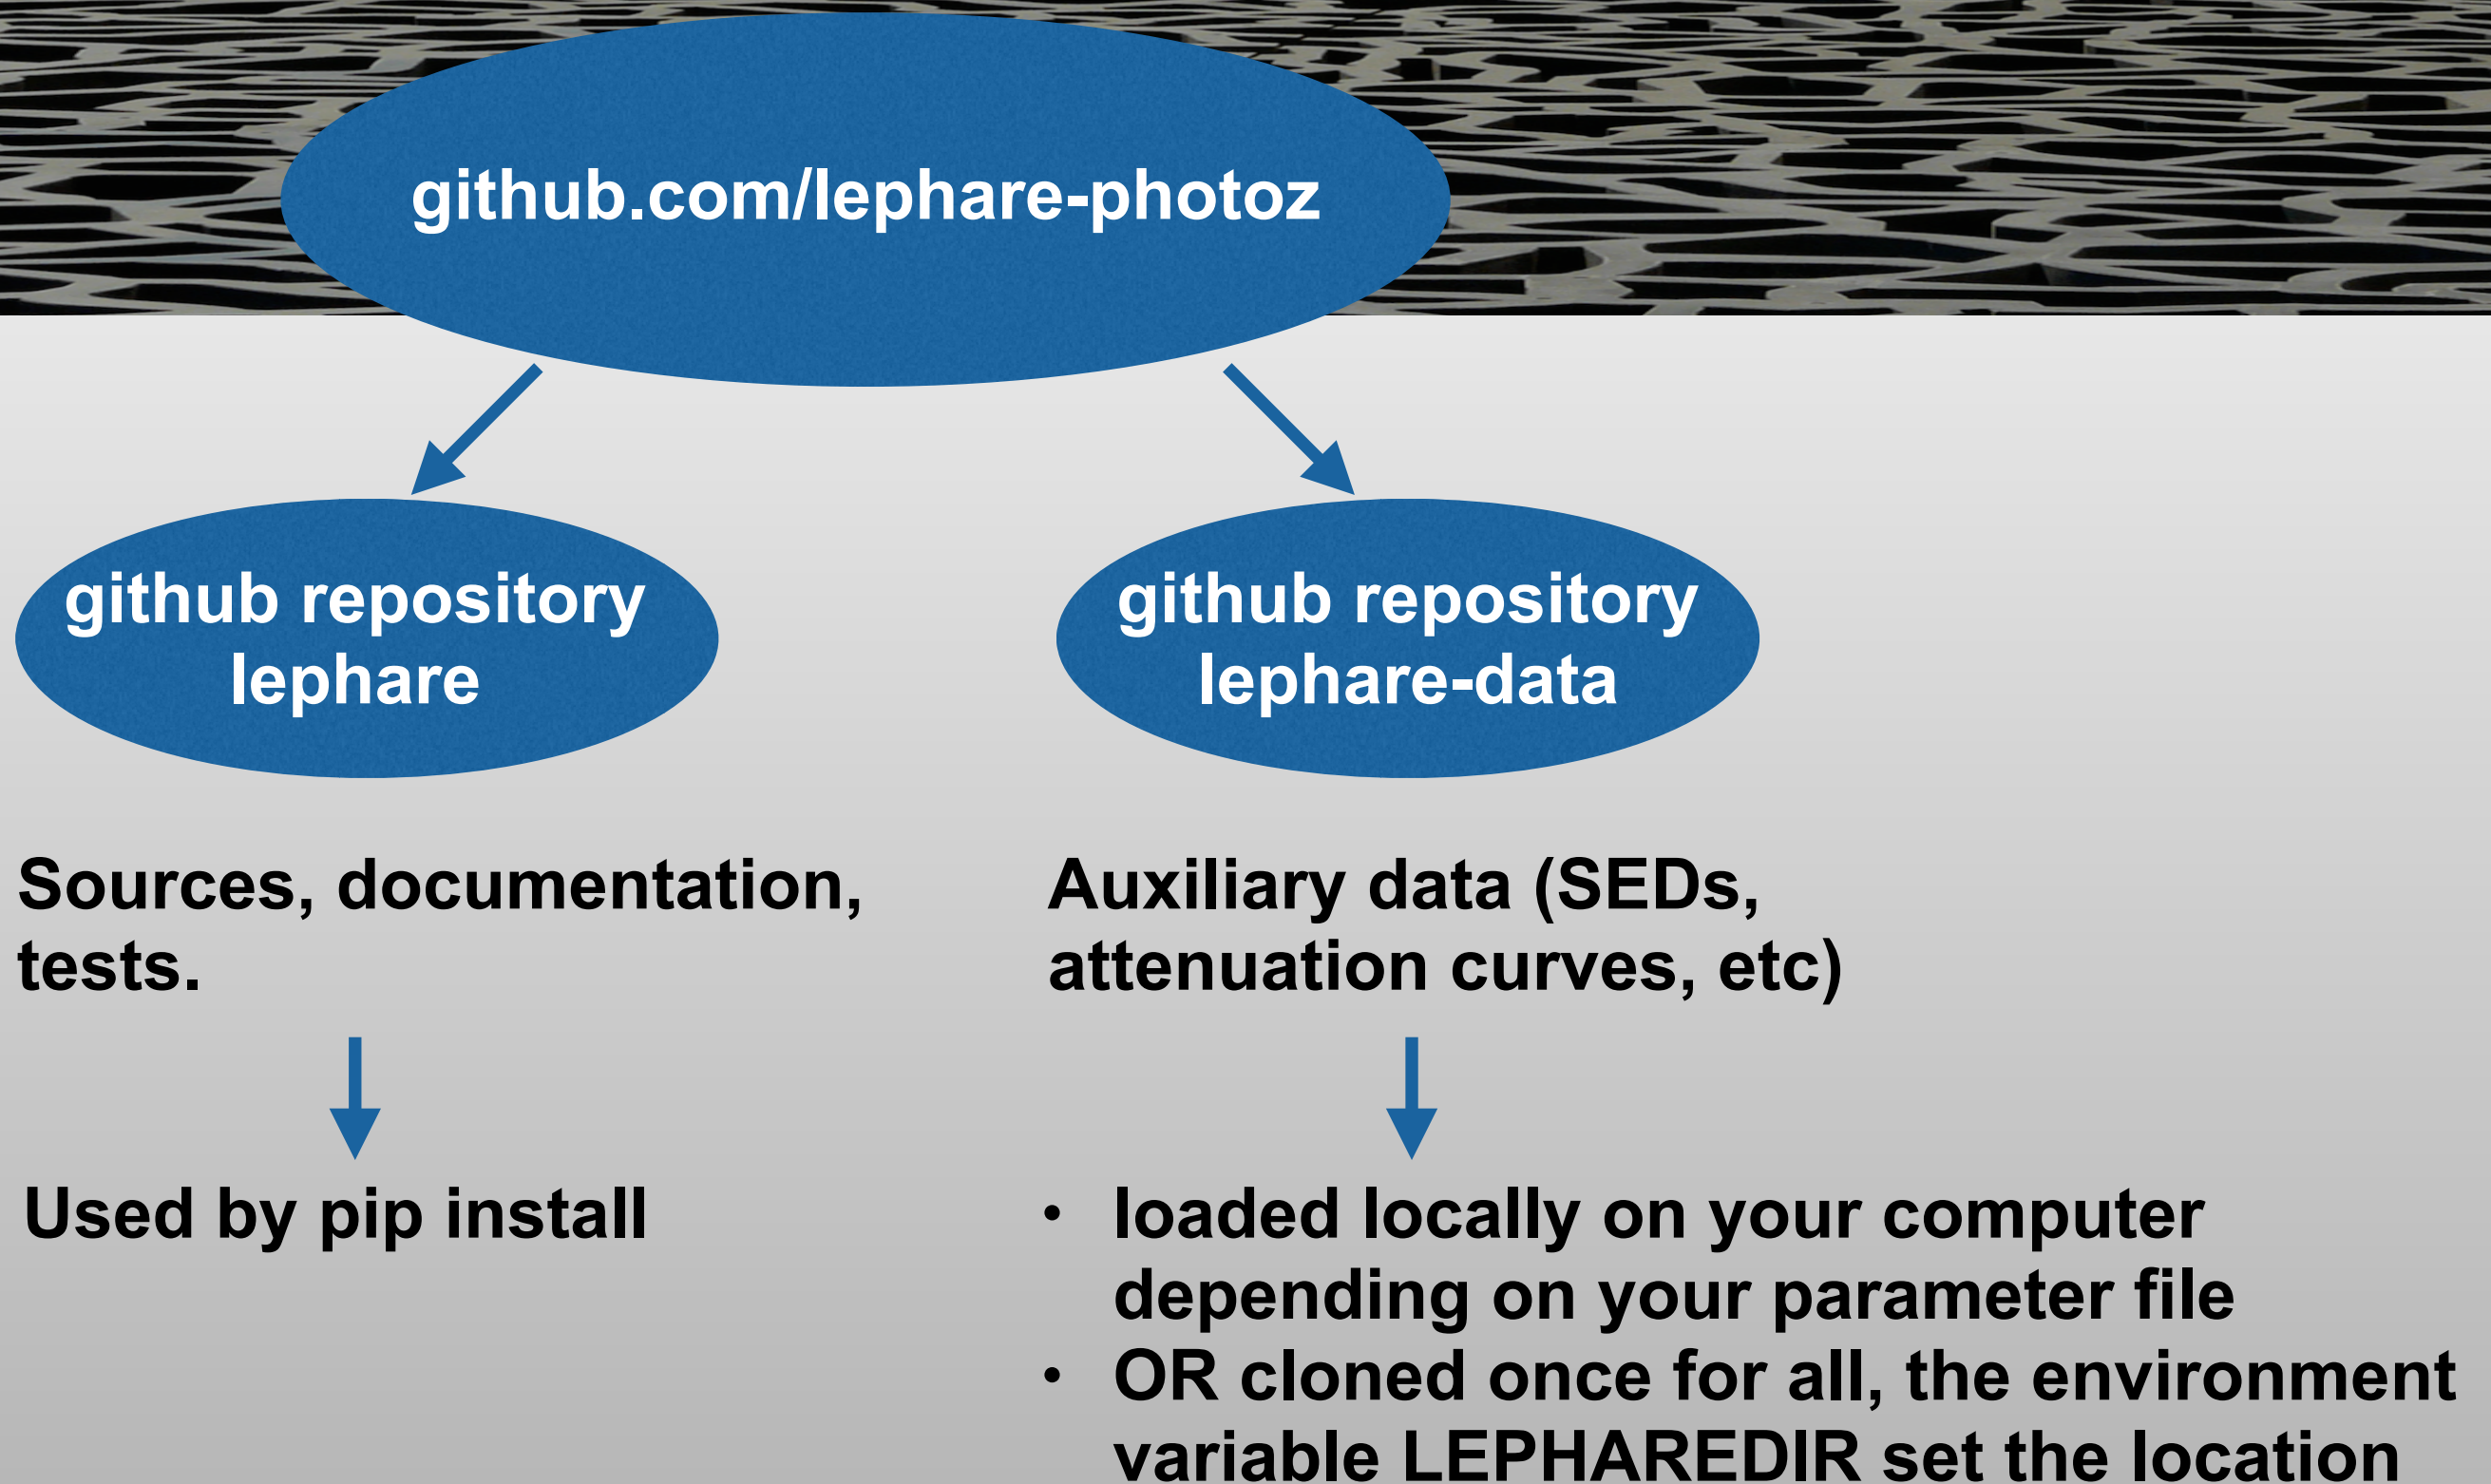 github.com/lephare-photoz
github repository
lephare
github repository
lephare-data
Sources, documentation,
tests.
Auxiliary data (SEDs,
attenuation curves, etc)
Used by pip install
• loaded locally on your computer
depending on your parameter file
• OR cloned once for all, the environment
variable LEPHAREDIR set the location